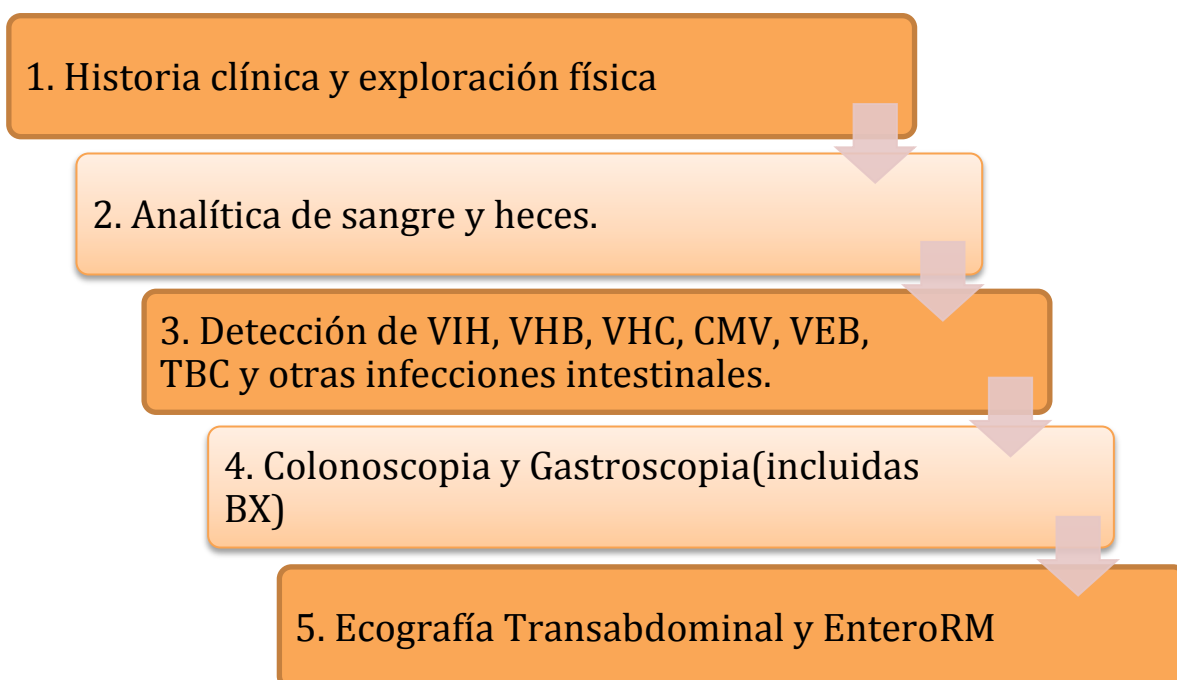 1. Historia clínica y exploración física
2. Analítica de sangre y heces.
3. Detección de VIH, VHB, VHC, CMV, VEB,
TBC y otras infecciones intestinales.
4. Colonoscopia y Gastroscopia(incluidas
BX)
5. Ecografía Transabdominal y EnteroRM